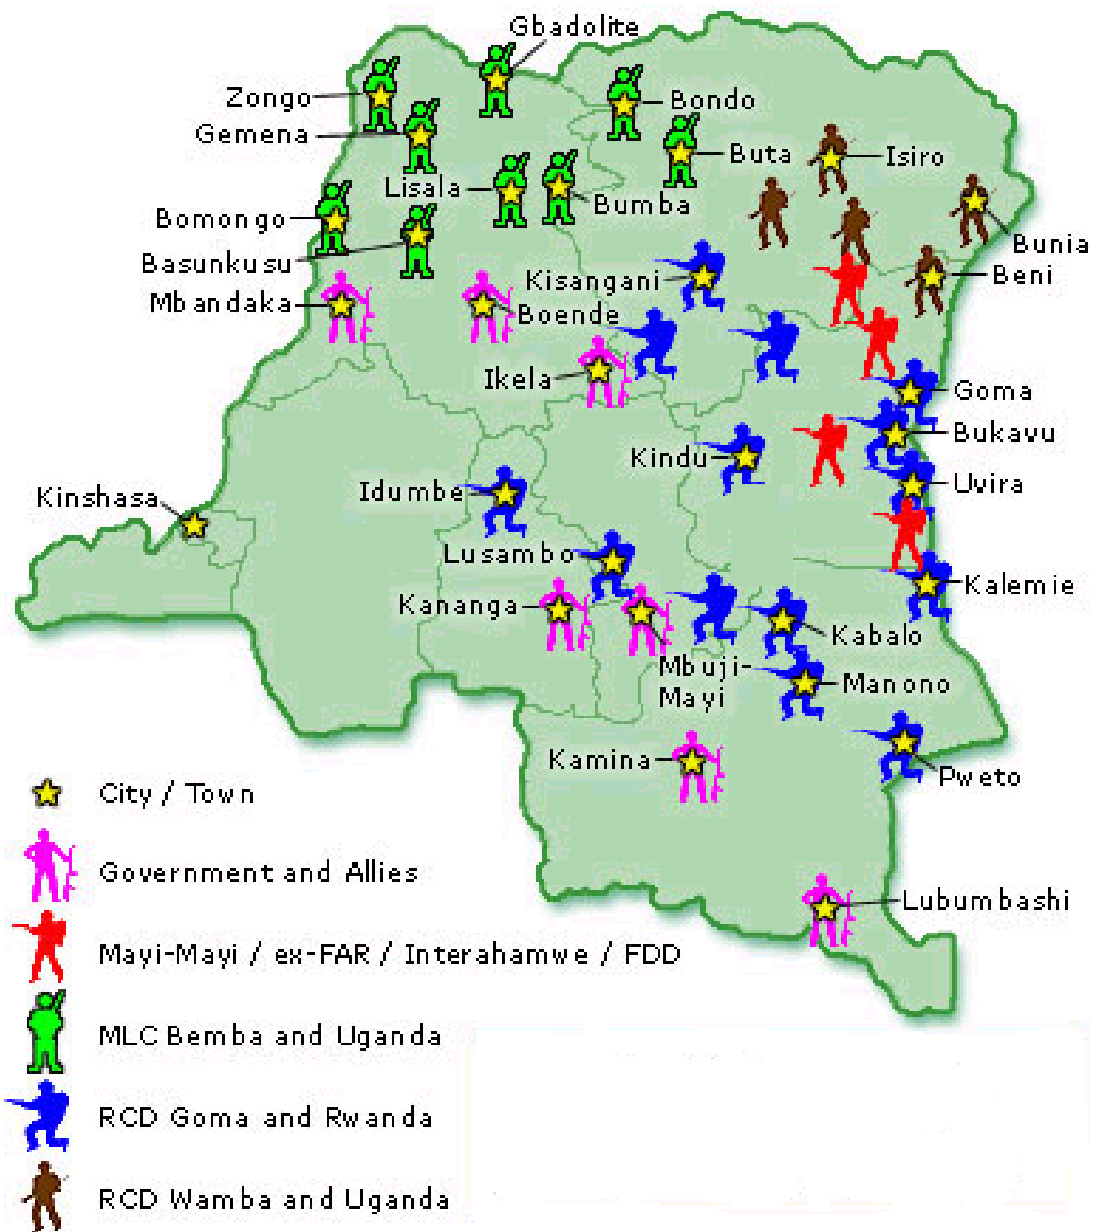 Gbadolite
Zongo
Bondo
Gemena
Buta
Isiro
Lisala
Bumba
Bomongo
Bunia
Basunkusu
Kisangani
Beni
Mbandaka
Boende
Ikela
Goma
Bukavu
Kindu
Uvira
Kinshasa
Idumbe
Lusambo
Kalemie
Kananga
Kabalo
Mbuji-
Mayi
Manono
Kamina
Pweto
City / Town
Government and Allies
Lubumbashi
Mayi-Mayi / ex-FAR / Interahamwe / FDD
MLC Bemba and Uganda
RCD Goma and Rwanda
RCD Wamba and Uganda